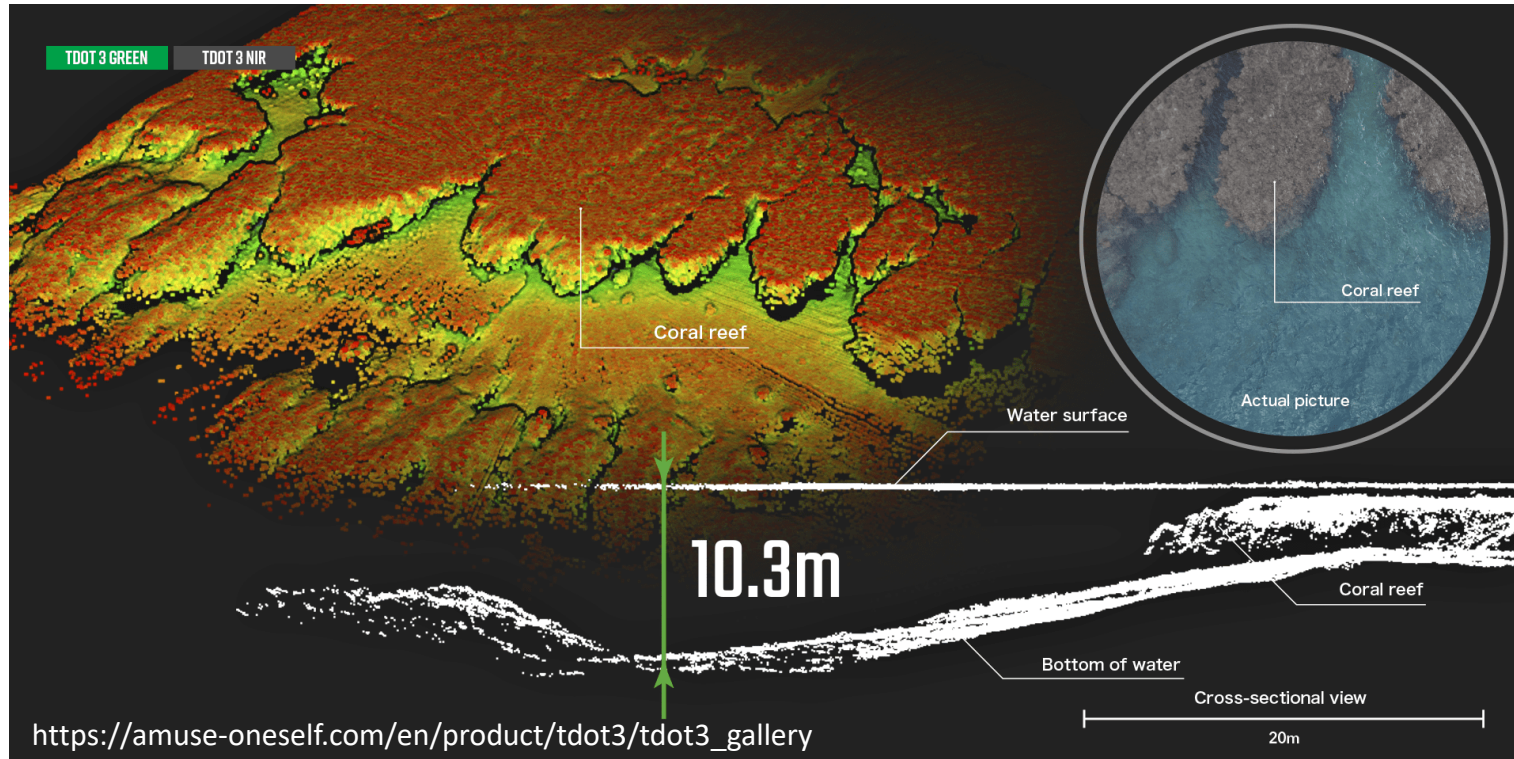 TDOT 3 GREEN
TDOT 3 NIR
Coral reef
Coral reef
Actual picture
Water surface
10.3m
Coral reef
Bottom of water
Cross-sectional view
20m
https://amuse-oneself.com/en/product/tdot3/tdot3_gallery